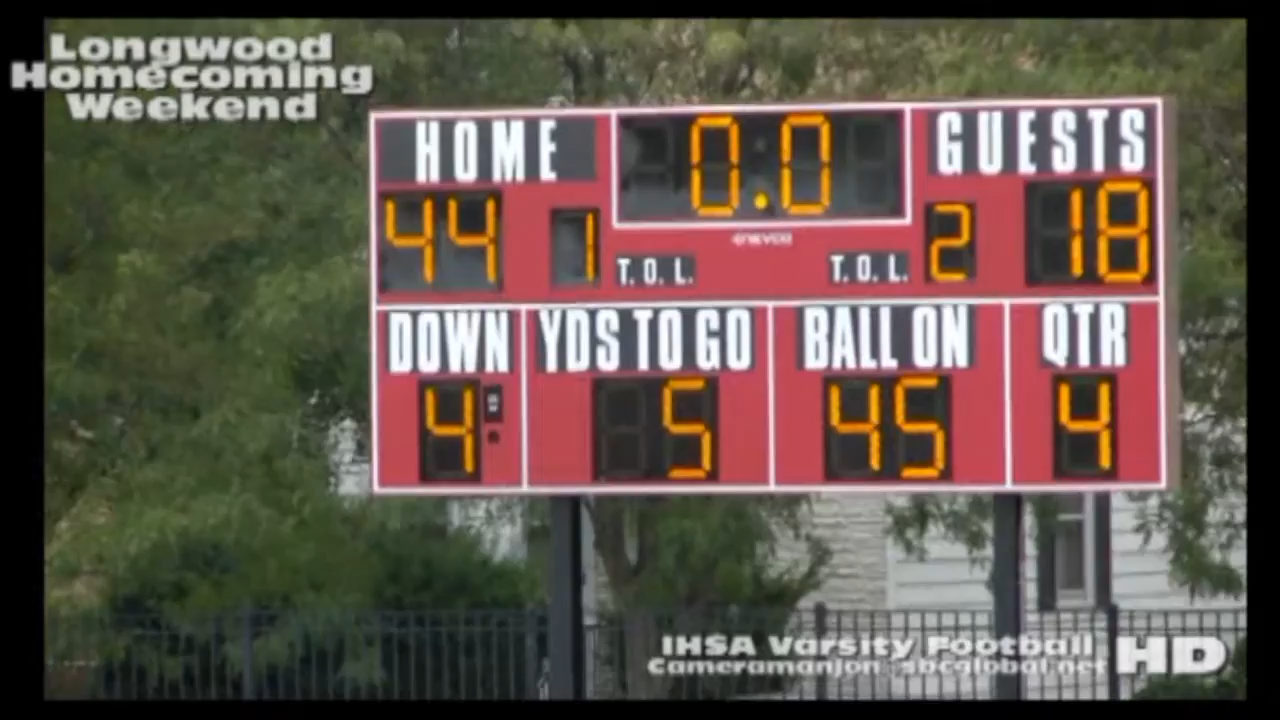 Longwood
Homecoming
Weekend
HOME
0.0
GUESTS
44
1
T.O.L.
T.O.L.
2
18
DOWN
YDS TO GO
BALL ON
QTR
4
5
45
4
IHSA Varsity Football
HD